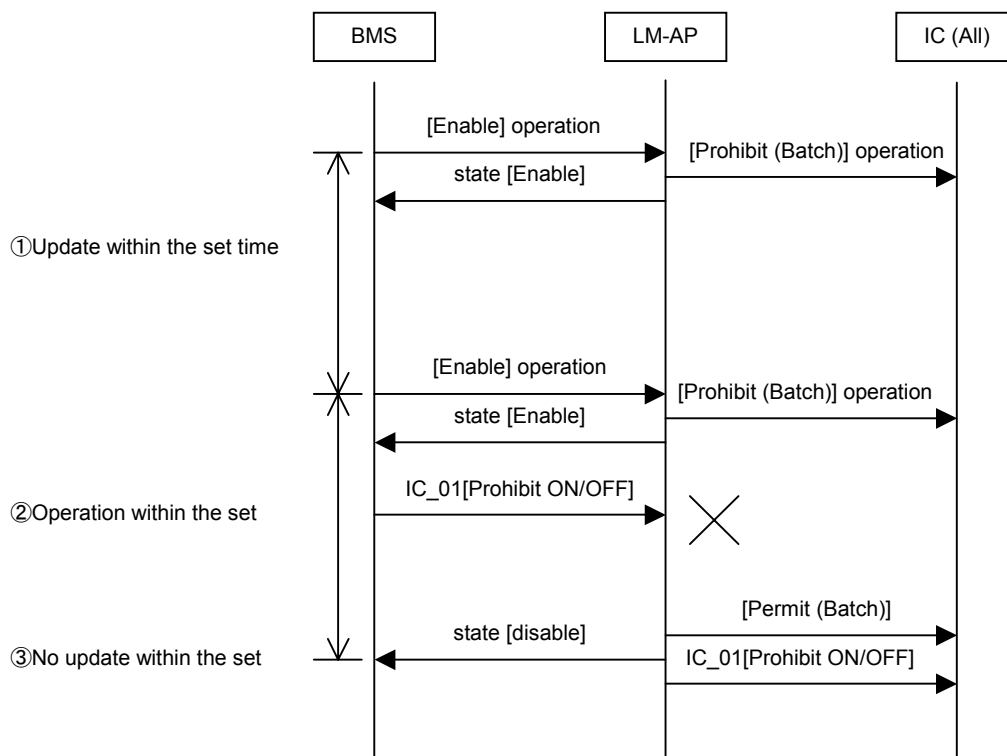 BMS
LM-AP
IC (All)
[Enable] operation
[Prohibit (Batch)] operation
state [Enable]
①Update within the set time
[Enable] operation
[Prohibit (Batch)] operation
state [Enable]
IC_01[Prohibit ON/OFF]
②Operation within the set
[Permit (Batch)]
state [disable]
③No update within the set
IC_01[Prohibit ON/OFF]